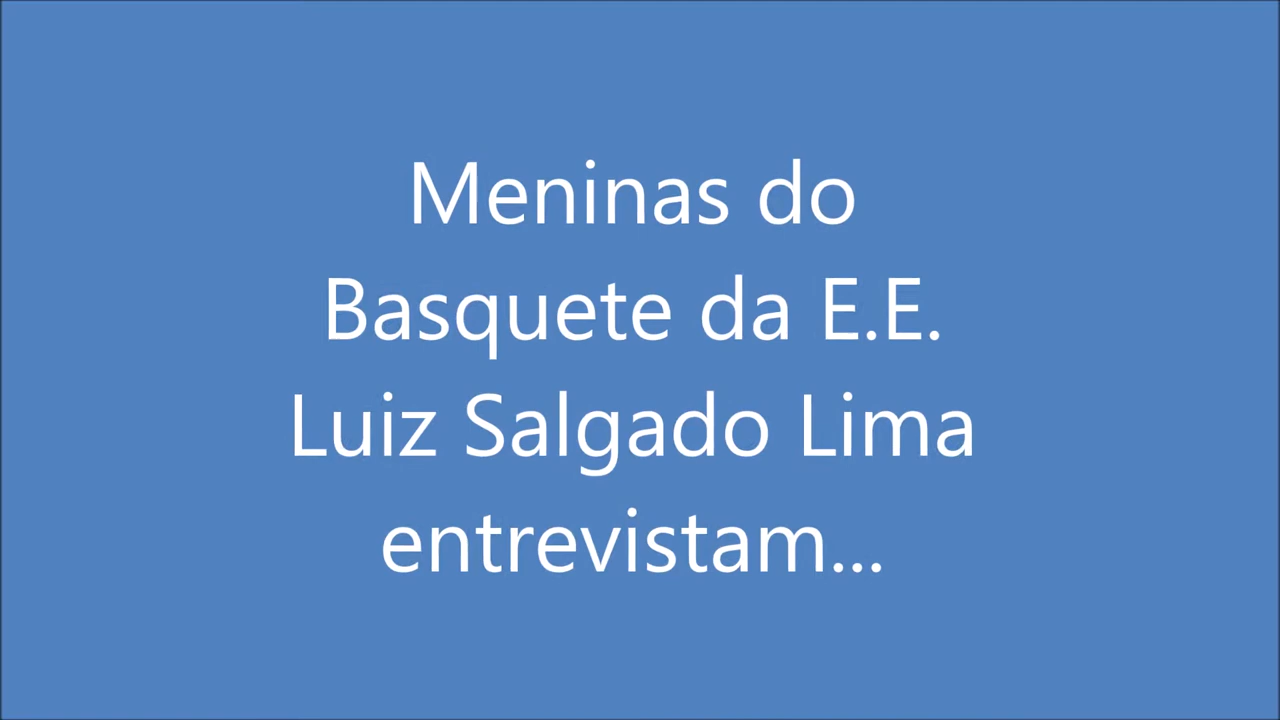 Meninas do
Basquete da E.E.
Luiz Salgado Lima
entrevistam...